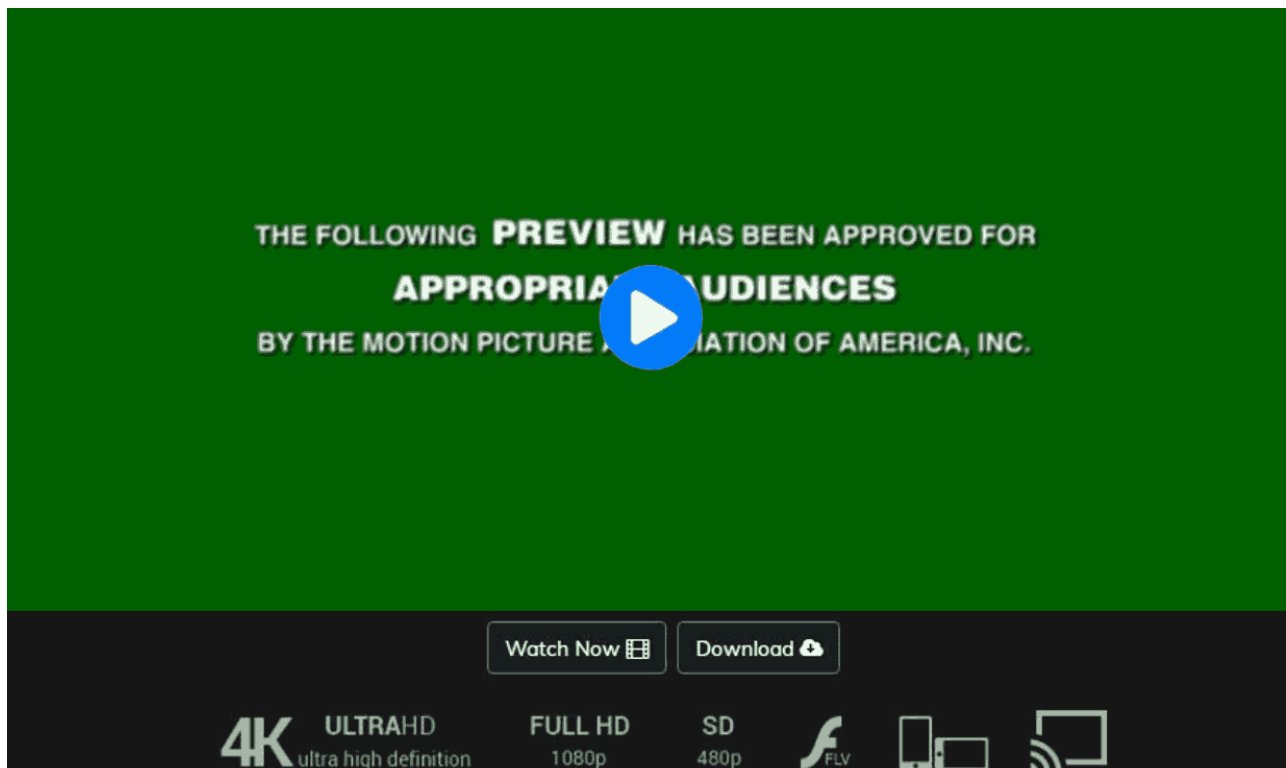 THE FOLLOWING PREVIEW HAS BEEN APPROVED FOR
AUDIENCES
BY THE MOTION PICTURE OF AMERICA, INC.
Watch Now Download
4K ULTRAHD FULL HD SD
ultra high definition 1080p 480p FLV